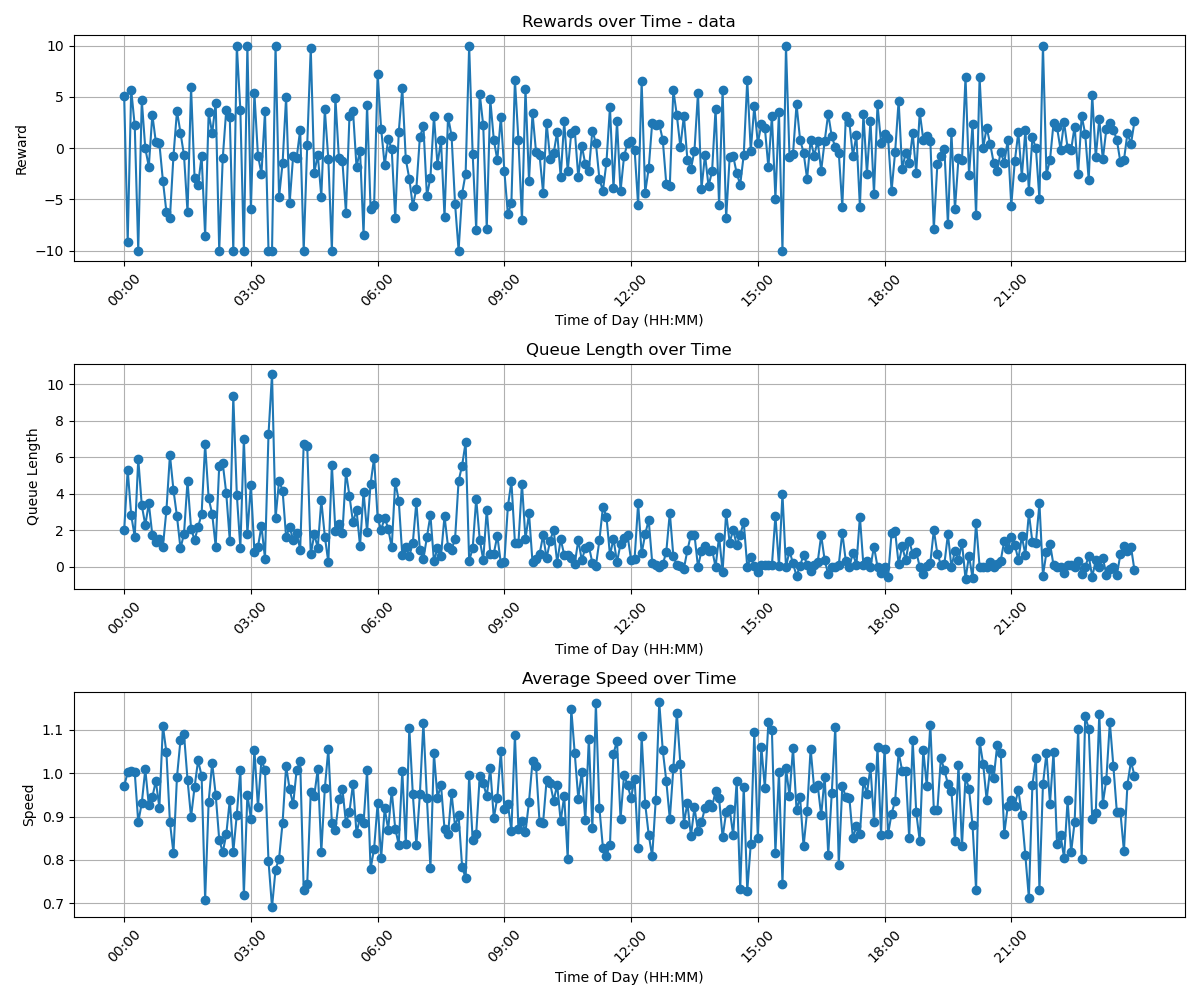 Rewards over Time - data
Reward
10
5
0
−5
−10
00:00 03:00 06:00 09:00 12:00 15:00 18:00 21:00
Time of Day (HH:MM)
Queue Length over Time
Queue Length
10
8
6
4
2
0
00:00 03:00 06:00 09:00 12:00 15:00 18:00 21:00
Time of Day (HH:MM)
Average Speed over Time
Speed
1.1
1.0
0.9
0.8
0.7
00:00 03:00 06:00 09:00 12:00 15:00 18:00 21:00
Time of Day (HH:MM)